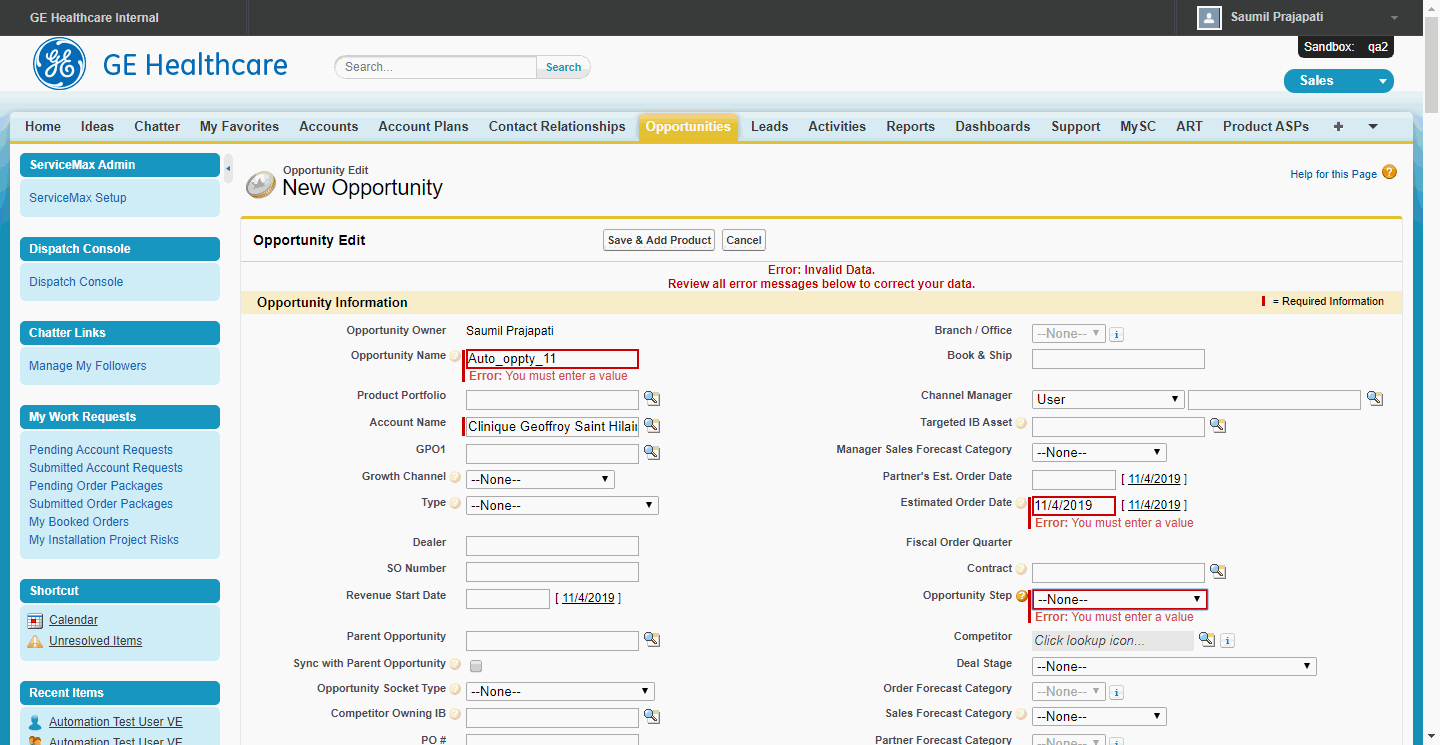 GE Healthcare Internal
Saumil Prajapati
GE Healthcare
Search...
Search
Sandbox: qa2
Sales
Home Ideas Chatter My Favorites Accounts Account Plans Contact Relationships Opportunities Leads Activities Reports Dashboards Support MySC ART Product ASPs +
ServiceMax Admin
ServiceMax Setup
Dispatch Console
Dispatch Console
Chatter Links
Manage My Followers
My Work Requests
Pending Account Requests
Submitted Account Requests
Pending Order Packages
Submitted Order Packages
My Booked Orders
My Installation Project Risks
Shortcut
Calendar
Unresolved Items
Recent Items
Automation Test User VE
Automation Test User VE
Opportunity Edit
New Opportunity
Help for this Page ?
Opportunity Edit
Save & Add Product Cancel
Error: Invalid Data.
Review all error messages below to correct your data.
Opportunity Information
= Required Information
Opportunity Owner Saumil Prajapati
Branch / Office --None--
Opportunity Name Auto_oppty_11
Error: You must enter a value
Book & Ship
Product Portfolio
Channel Manager User
Account Name Clinique Geoffroy Saint Hilair
Targeted IB Asset
GPO1
Manager Sales Forecast Category --None--
Growth Channel --None--
Partner's Est. Order Date [ 11/4/2019 ]
Type --None--
Estimated Order Date 11/4/2019 [ 11/4/2019 ]
Error: You must enter a value
Dealer
Fiscal Order Quarter
SO Number
Contract
Revenue Start Date [ 11/4/2019 ]
Opportunity Step ? --None--
Error: You must enter a value
Parent Opportunity
Competitor Click lookup icon...
Sync with Parent Opportunity
Deal Stage --None--
Opportunity Socket Type --None--
Order Forecast Category --None--
Competitor Owning IB
Sales Forecast Category --None--
PO #
Partner Forecast Category --None--